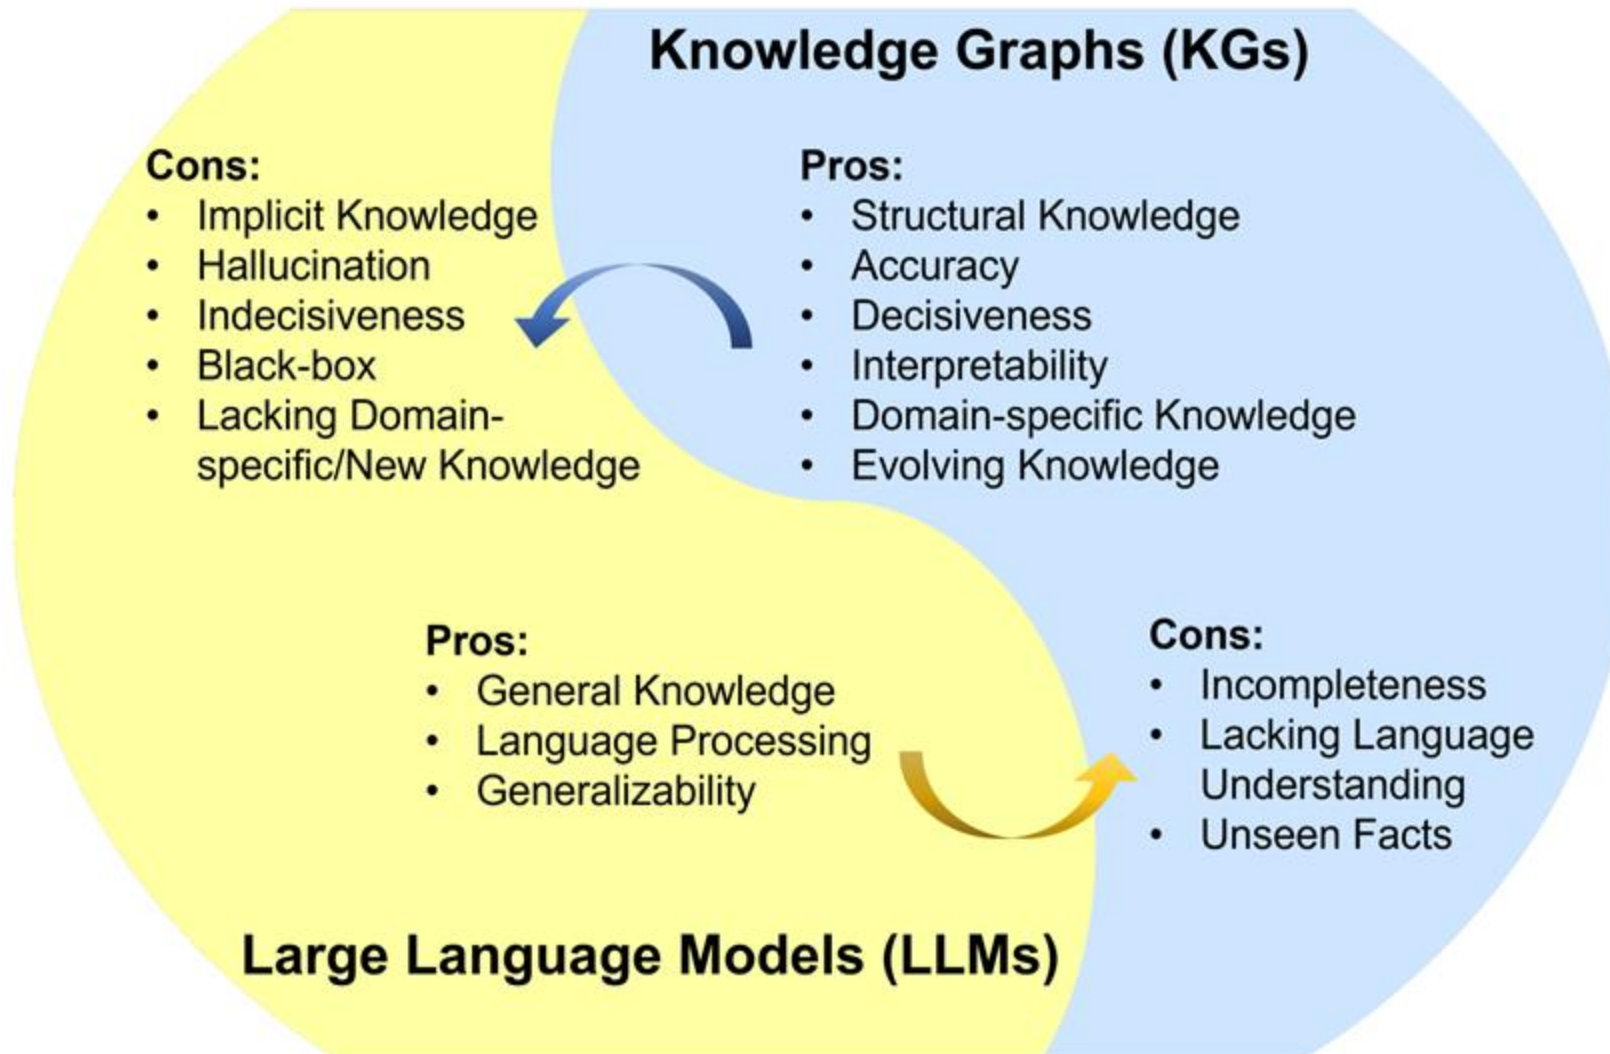 Knowledge Graphs (KGs)
Cons:
• Implicit Knowledge
• Hallucination
• Indecisiveness
• Black-box
• Lacking Domain-
specific/New Knowledge
Pros:
• Structural Knowledge
• Accuracy
• Decisiveness
• Interpretability
• Domain-specific Knowledge
• Evolving Knowledge
Pros:
• General Knowledge
• Language Processing
• Generalizability
Cons:
• Incompleteness
• Lacking Language
Understanding
• Unseen Facts
Large Language Models (LLMs)